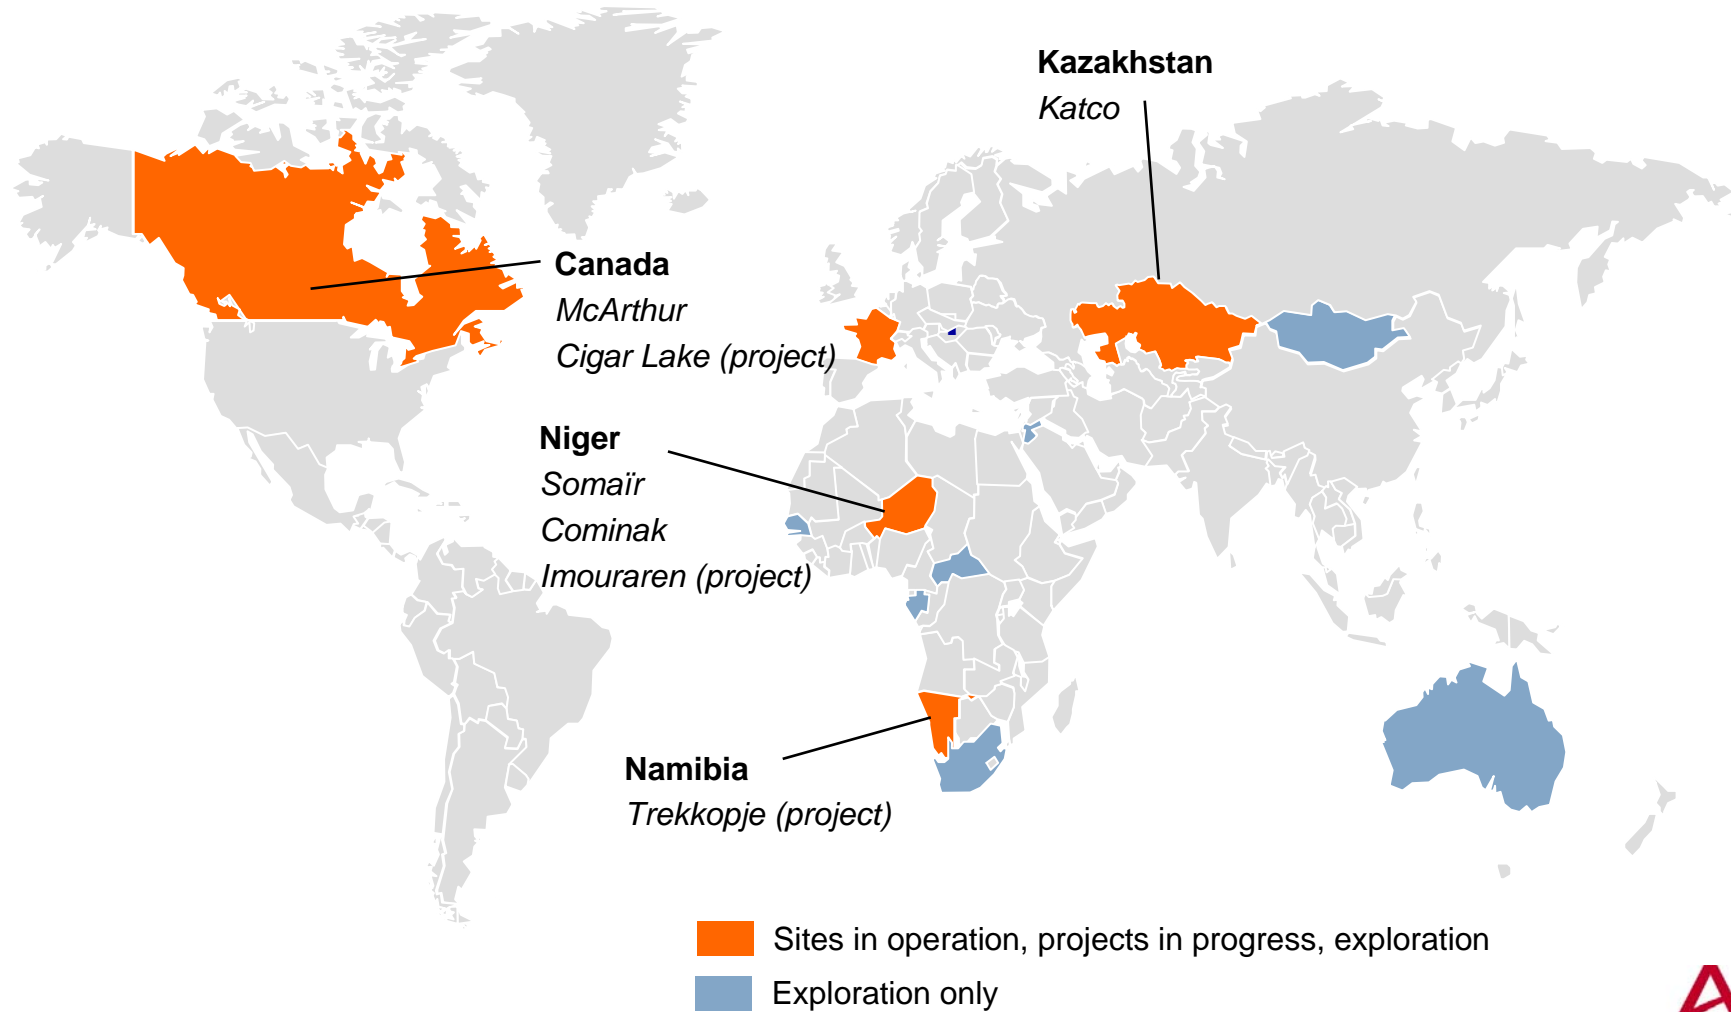 Kazakhstan
Katco
Canada
McArthur
Cigar Lake (project)
Niger
Somaïr
Cominak
Imouraren (project)
Namibia
Trekkopje (project)
Sites in operation, projects in progress, exploration
Exploration only